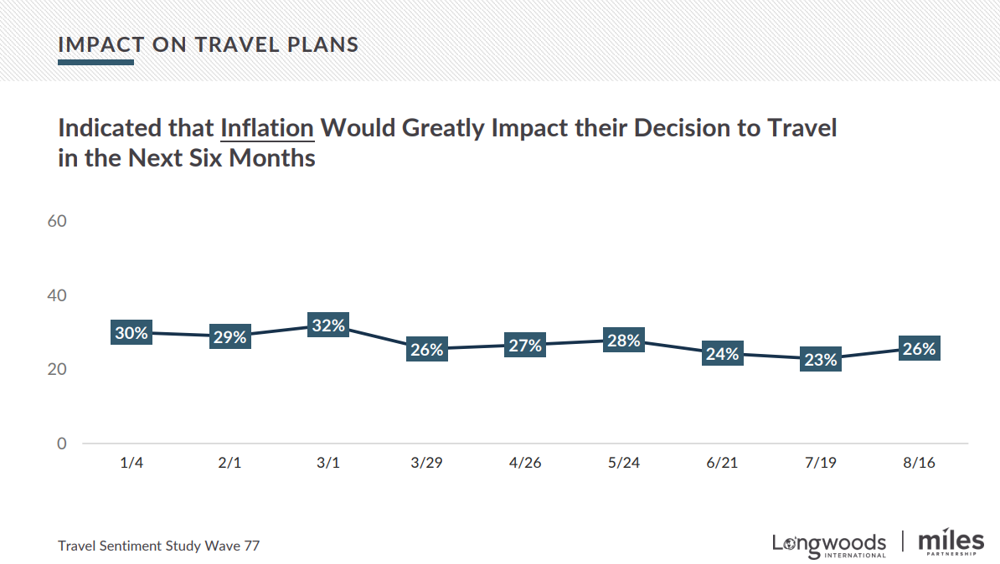 IMPACT ON TRAVEL PLANS
Indicated that Inflation Would Greatly Impact their Decision to Travel
in the Next Six Months
60
40
20
0
30%
29%
32%
26%
27%
28%
24%
23%
26%
1/4
2/1
3/1
3/29
4/26
5/24
6/21
7/19
8/16
Travel Sentiment Study Wave 77
Longwoods
INTERNATIONAL
miles
PARTNERSHIP